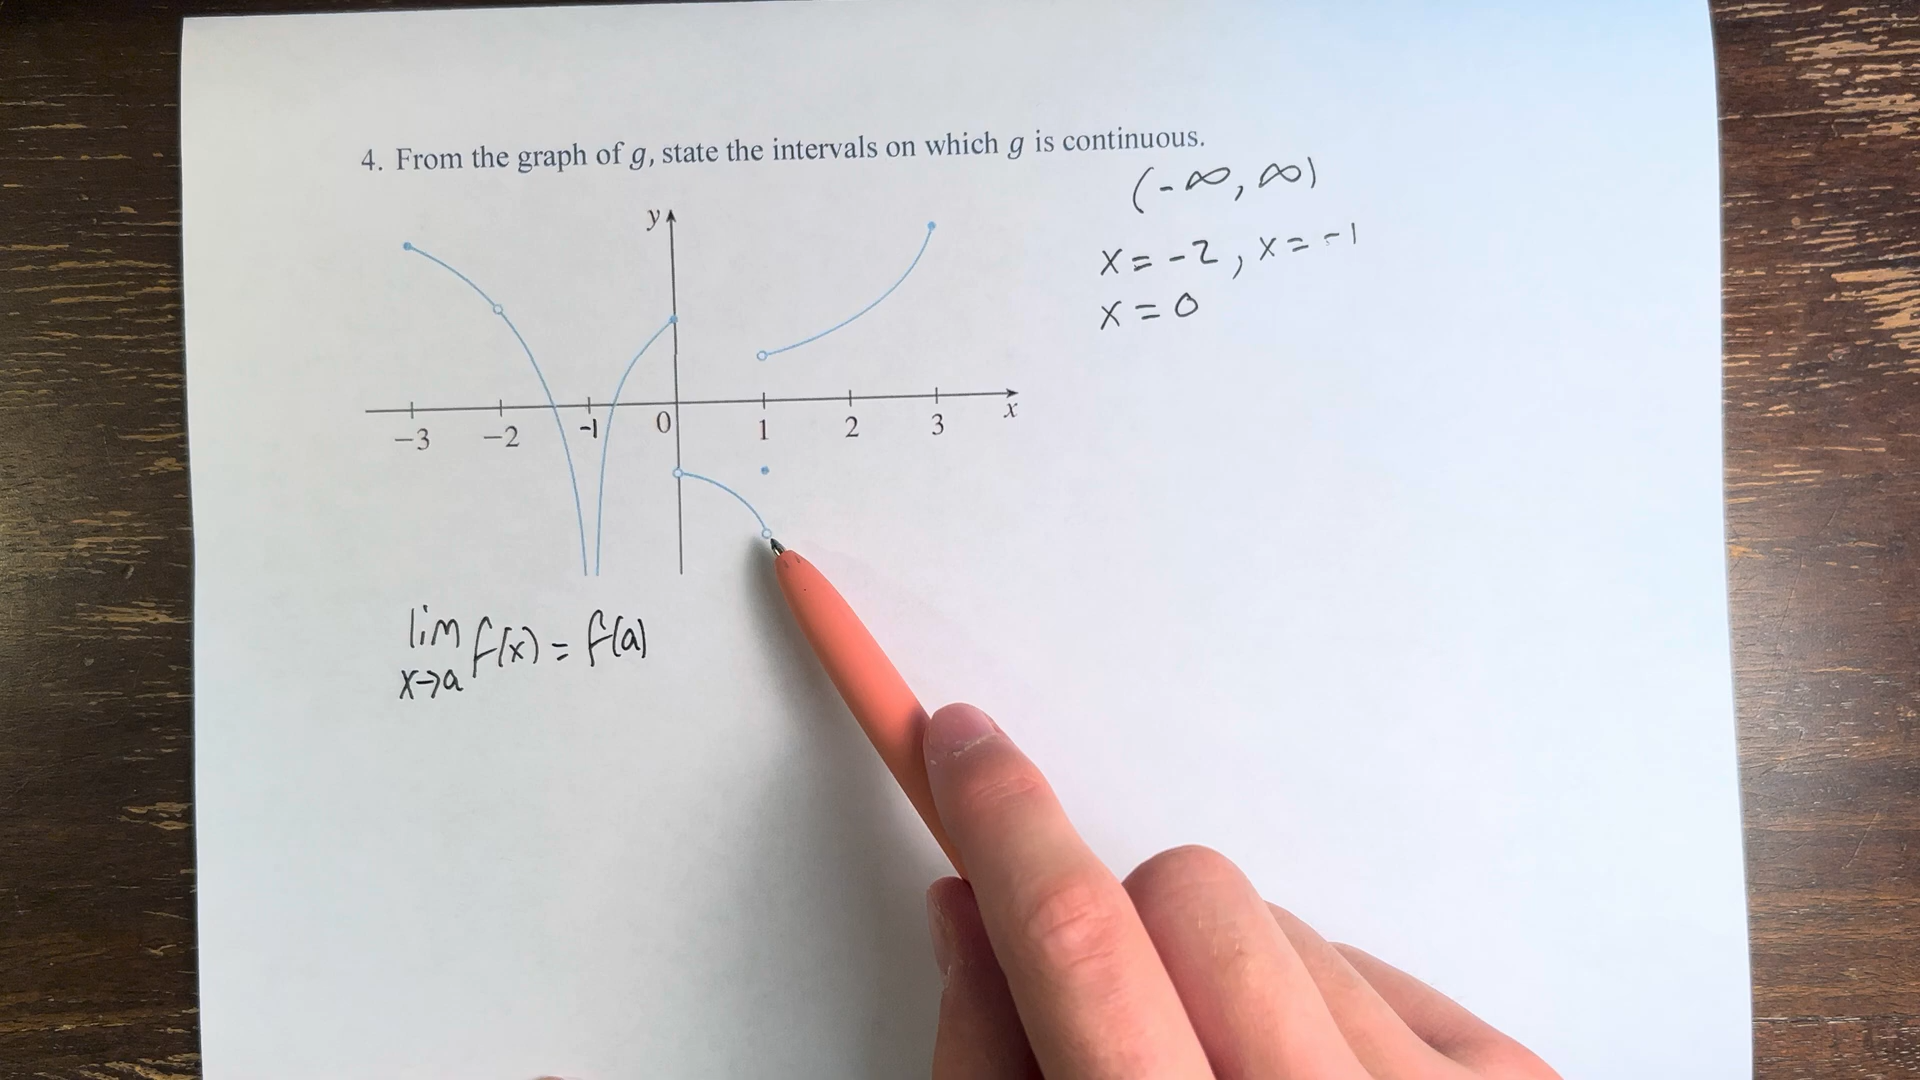 4. From the graph of g, state the intervals on which g is continuous.
(-∞, ∞)
x = -2, x = -1
x = 0
y
x
−3 −2 -1 0 1 2 3
lim f(x) = f(a)
x→a